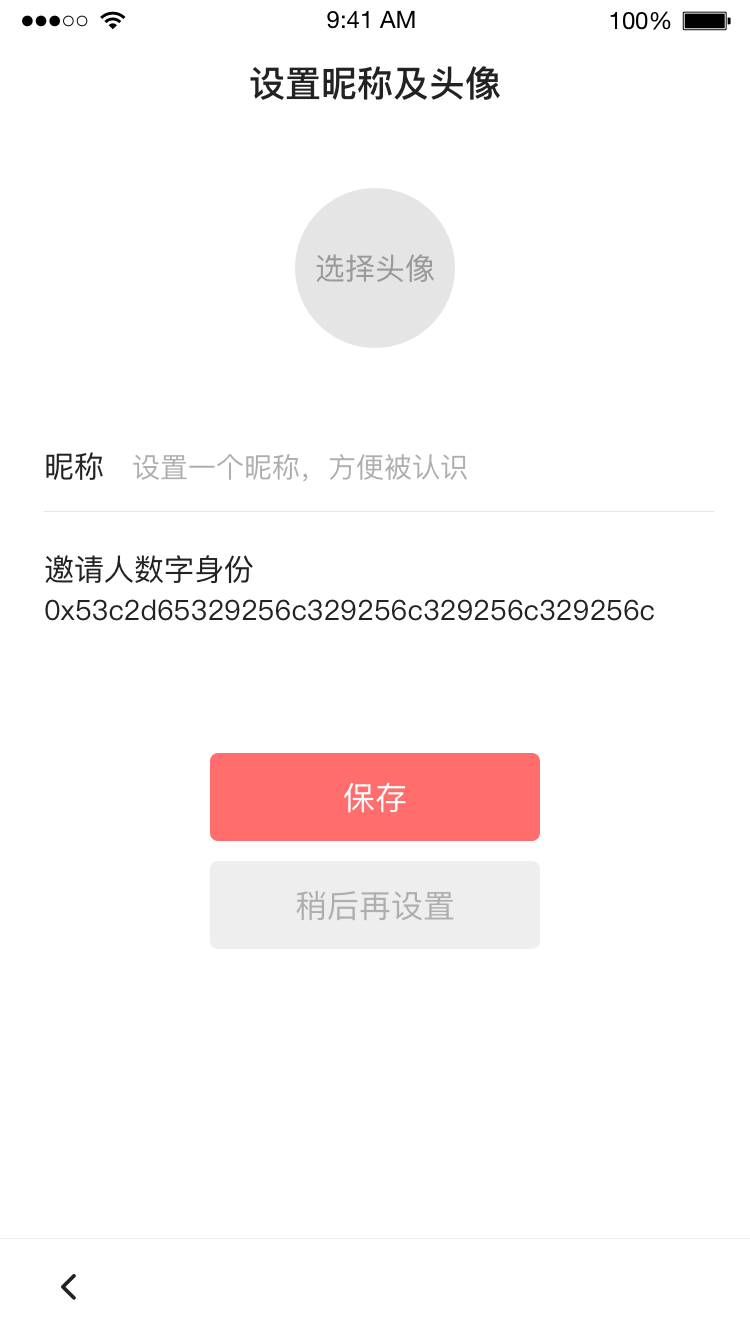 9:41 AM 100%
设置昵称及头像
选择头像
昵称 设置一个昵称，方便被认识
邀请人数字身份
0x53c2d65329256c329256c329256c329256c
保存
稍后再设置